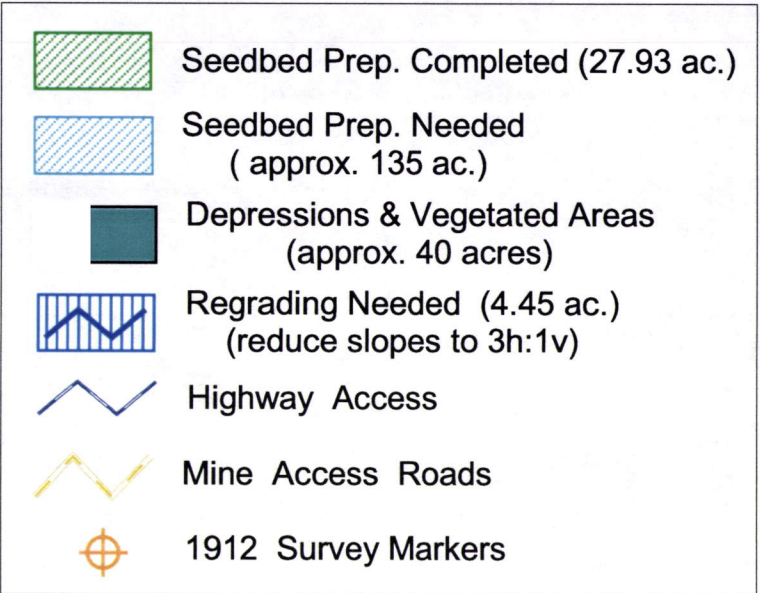 Seedbed Prep. Completed (27.93 ac.)
Seedbed Prep. Needed
( approx. 135 ac.)
Depressions & Vegetated Areas
(approx. 40 acres)
Regrading Needed (4.45 ac.)
(reduce slopes to 3h:1v)
Highway Access
Mine Access Roads
1912 Survey Markers